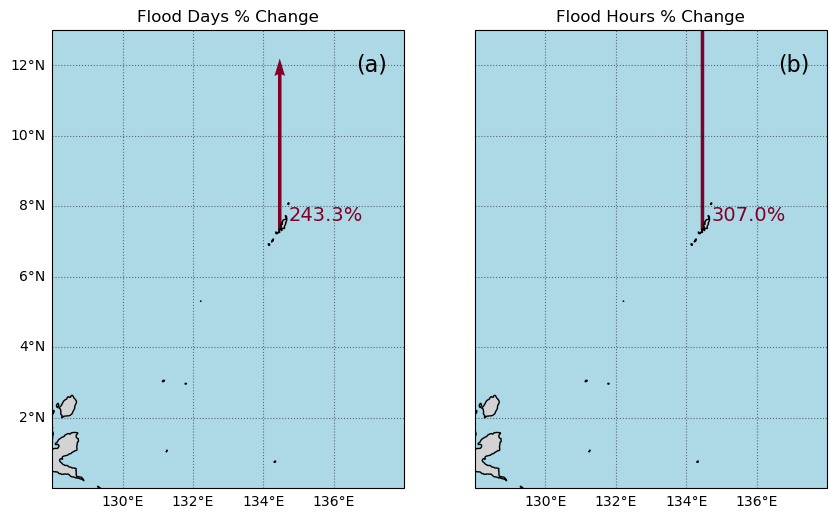 Flood Days % Change
Flood Hours % Change
(a)
(b)
12°N
10°N
8°N
6°N
4°N
2°N
243.3%
307.0%
130°E 132°E 134°E 136°E
130°E 132°E 134°E 136°E